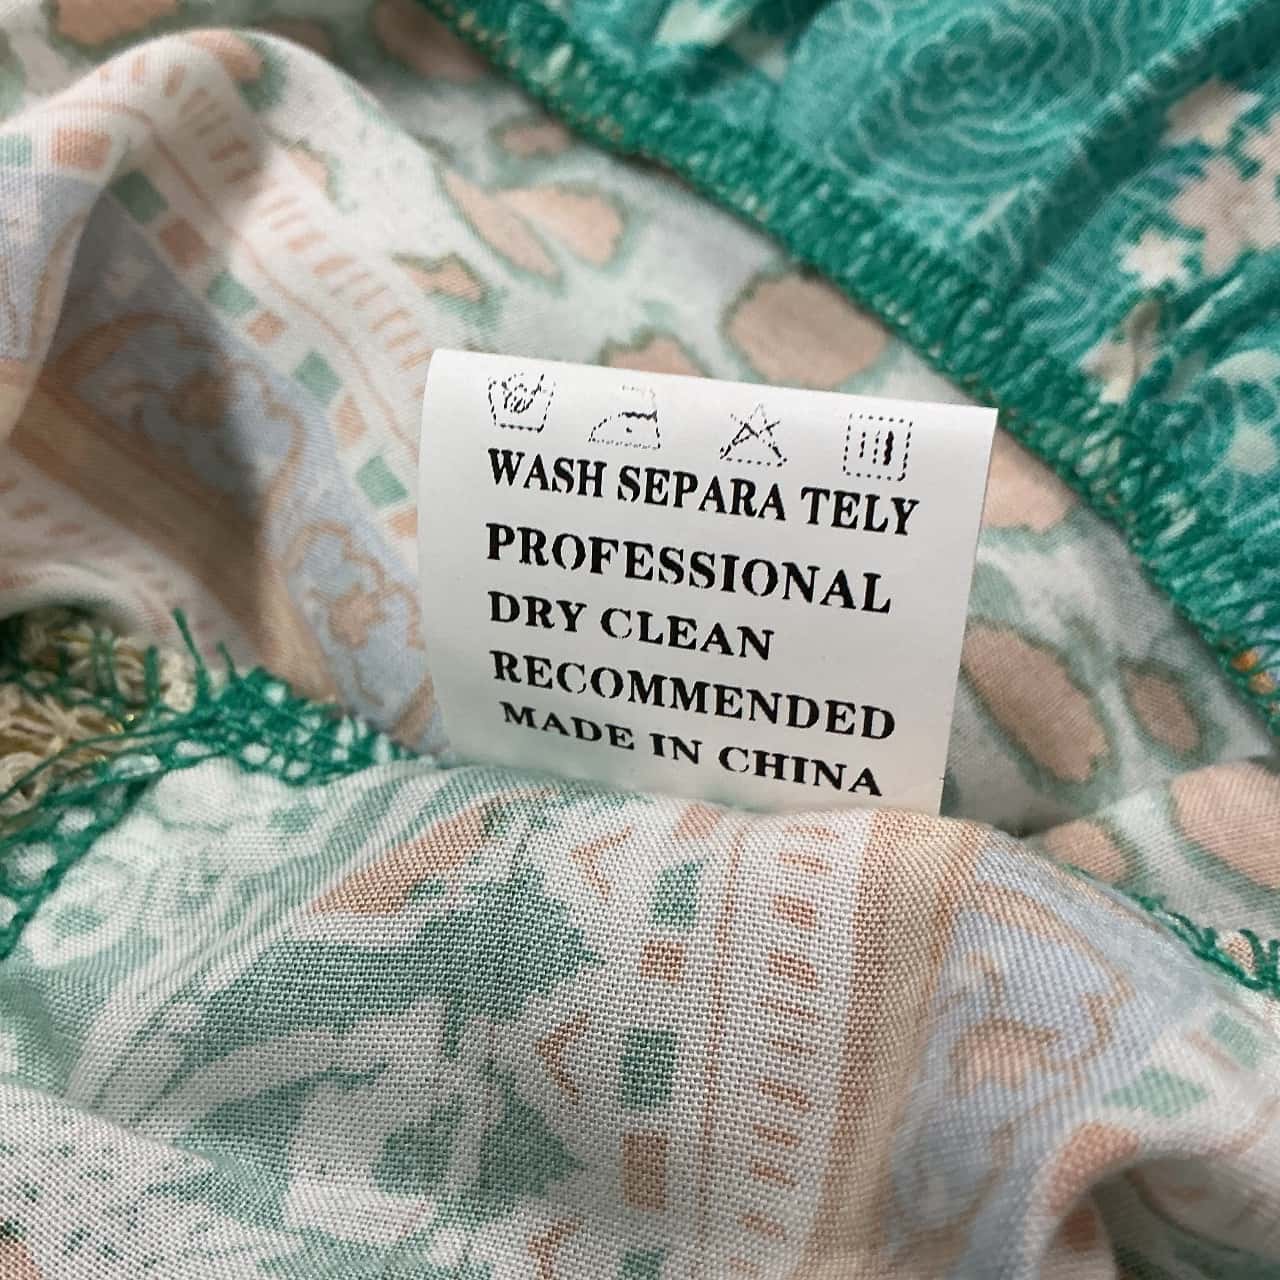 WASH SEPARA TELY
PROFESSIONAL
DRY CLEAN
RECOMMENDED
MADE IN CHINA